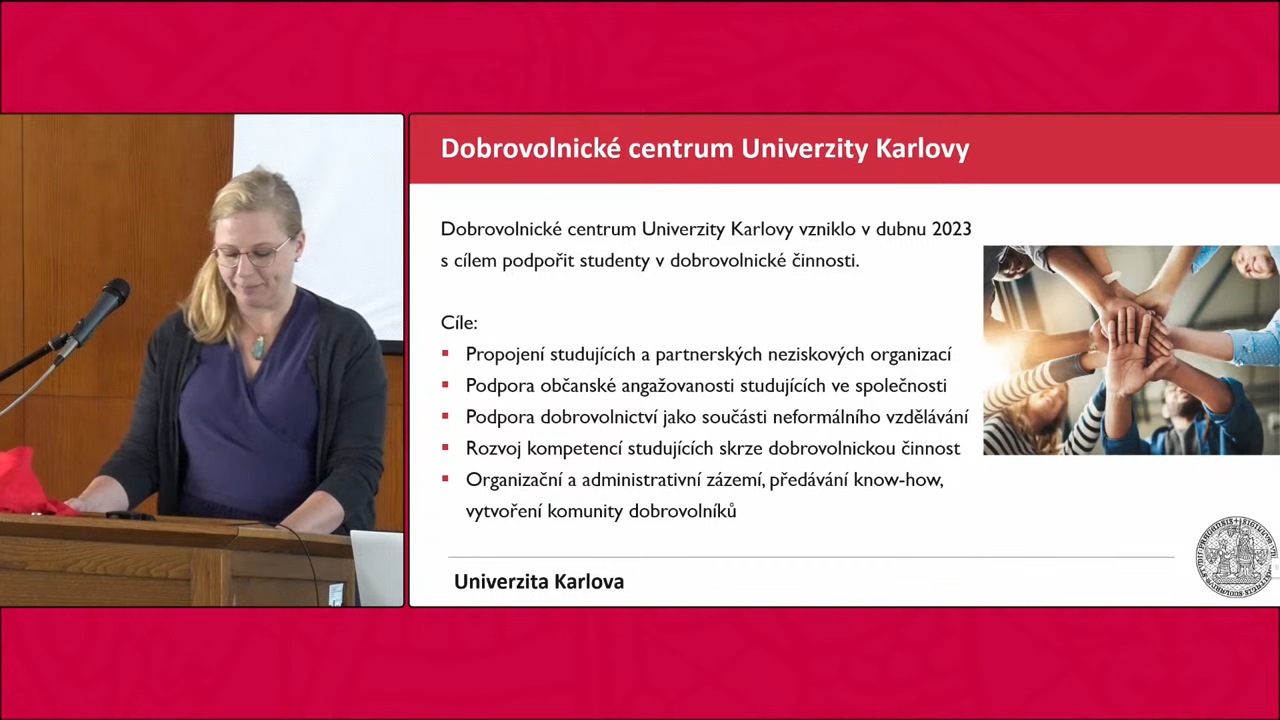 Dobrovolnické centrum Univerzity Karlovy
Dobrovolnické centrum Univerzity Karlovy vzniklo v dubnu 2023
s cílem podpořit studenty v dobrovolnické činnosti.
Cíle:
Propojení studujících a partnerských neziskových organizací
Podpora občanské angažovanosti studujících ve společnosti
Podpora dobrovolnictví jako součásti neformálního vzdělávání
Rozvoj kompetencí studujících skrze dobrovolnickou činnost
Organizační a administrativní zázemí, předávání know-how,
vytvoření komunity dobrovolníků
Univerzita Karlova